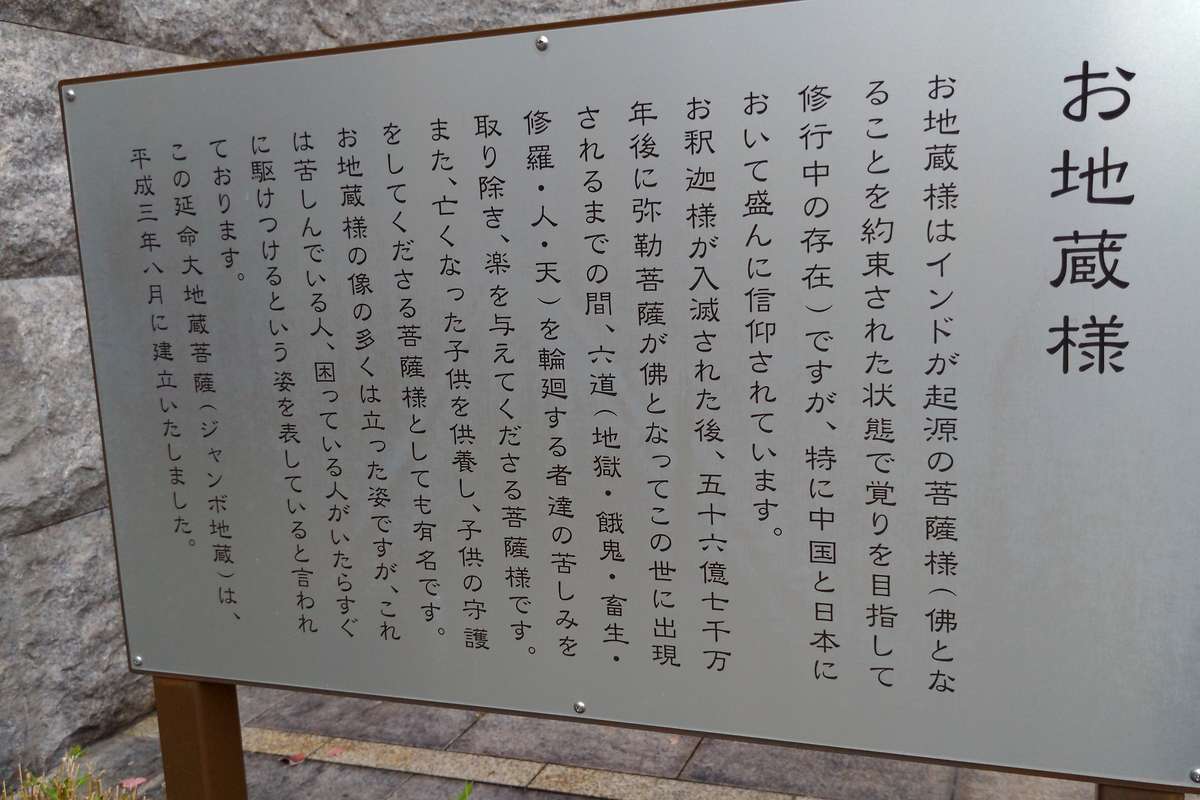 お地蔵様
お地蔵様はインドが起源の菩薩様(佛とな
ることを約束された状態で覚りを目指して
修行中の存在)ですが、特に中国と日本に
おいて盛んに信仰されています。
お釈迦様が入滅された後、五十六億七千万
年後に弥勒菩薩が佛となってこの世に出現
されるまでの間、六道(地獄・餓鬼・畜生・
修羅・人・天)を輪廻する者達の苦しみを
取り除き、楽を与えてくださる菩薩様です。
また、亡くなった子供を供養し、子供の守護
をしてくださる菩薩様としても有名です。
お地蔵様の像の多くは立った姿ですが、これ
は苦しんでいる人、困っている人がいたらすぐ
に駆けつけるという姿を表していると言われ
ております。
この延命大地蔵菩薩(ジャンボ地蔵)は、
平成三年八月に建立いたしました。